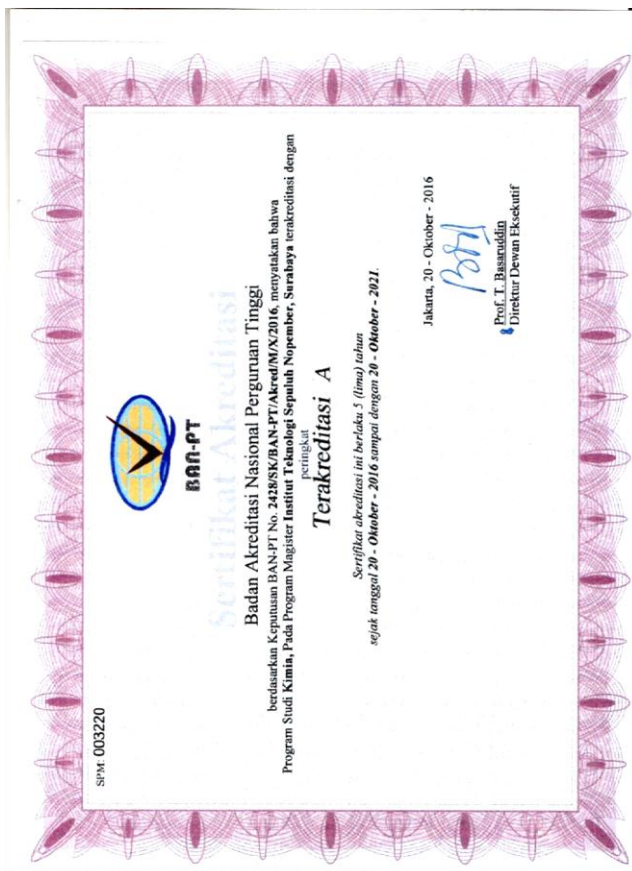 SPM: 003220
BAN-PT
Sertifikat Akreditasi
Badan Akreditasi Nasional Perguruan Tinggi
berdasarkan Keputusan BAN-PT No. 2428/SK/BAN-PT/Akred/M/X/2016, menyatakan bahwa
Program Studi Kimia, Pada Program Magister Institut Teknologi Sepuluh Nopember, Surabaya terakreditasi dengan
peringkat
Terakreditasi A
Sertifikat akreditasi ini berlaku 5 (lima) tahun
sejak tanggal 20 - Oktober - 2016 sampai dengan 20 - Oktober - 2021.
Jakarta, 20 - Oktober - 2016
Prof. T. Basaruddin
Direktur Dewan Eksekutif